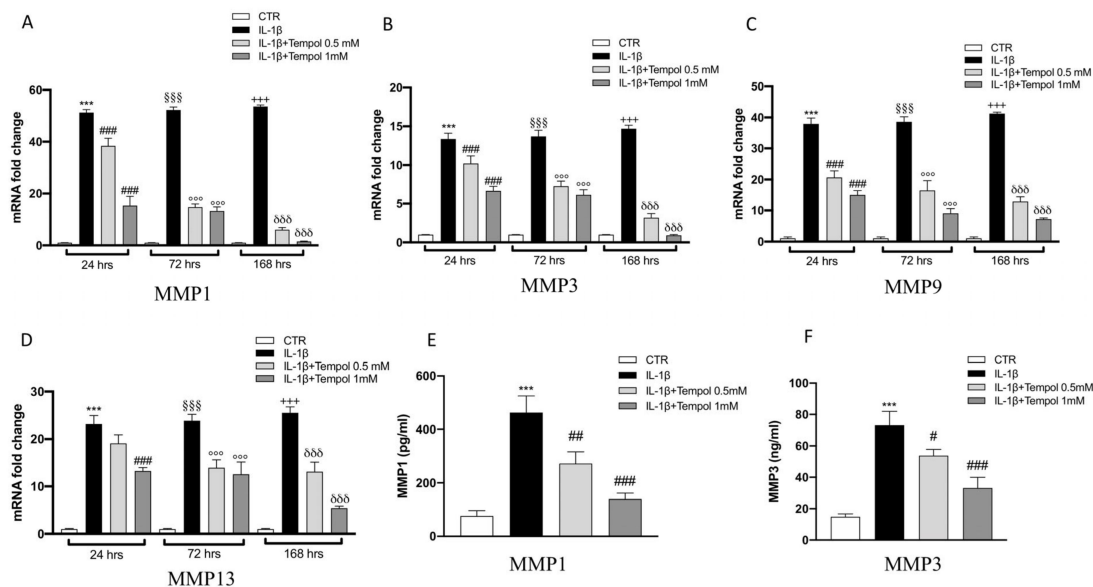 A
CTR
IL-1β
IL-1β+Tempol 0.5 mM
IL-1β+Tempol 1mM
mRNA fold change
60
40
20
0
***
###
###
§§§
°°°
°°°
+++
δδδ
δδδ
24 hrs
72 hrs
168 hrs
MMP1
B
CTR
IL-1β
IL-1β+Tempol 0.5 mM
IL-1β+Tempol 1mM
mRNA fold change
20
15
10
5
0
***
###
###
§§§
°°°
°°°
+++
δδδ
δδδ
24 hrs
72 hrs
168 hrs
MMP3
C
CTR
IL-1β
IL-1β+Tempol 0.5 mM
IL-1β+Tempol 1mM
mRNA fold change
50
40
30
20
10
0
***
###
###
§§§
°°°
°°°
+++
δδδ
δδδ
24 hrs
72 hrs
168 hrs
MMP9
D
CTR
IL-1β
IL-1β+Tempol 0.5 mM
IL-1β+Tempol 1mM
mRNA fold change
30
20
10
0
***
###
§§§
°°°
°°°
+++
δδδ
δδδ
24 hrs
72 hrs
168 hrs
MMP13
E
CTR
IL-1β
IL-1β+Tempol 0.5mM
IL-1β+Tempol 1mM
MMP1 (pg/ml)
600
400
200
0
***
##
###
MMP1
F
CTR
IL-1β
IL-1β+Tempol 0.5mM
IL-1β+Tempol 1mM
MMP3 (ng/ml)
80
60
40
20
0
***
#
###
MMP3